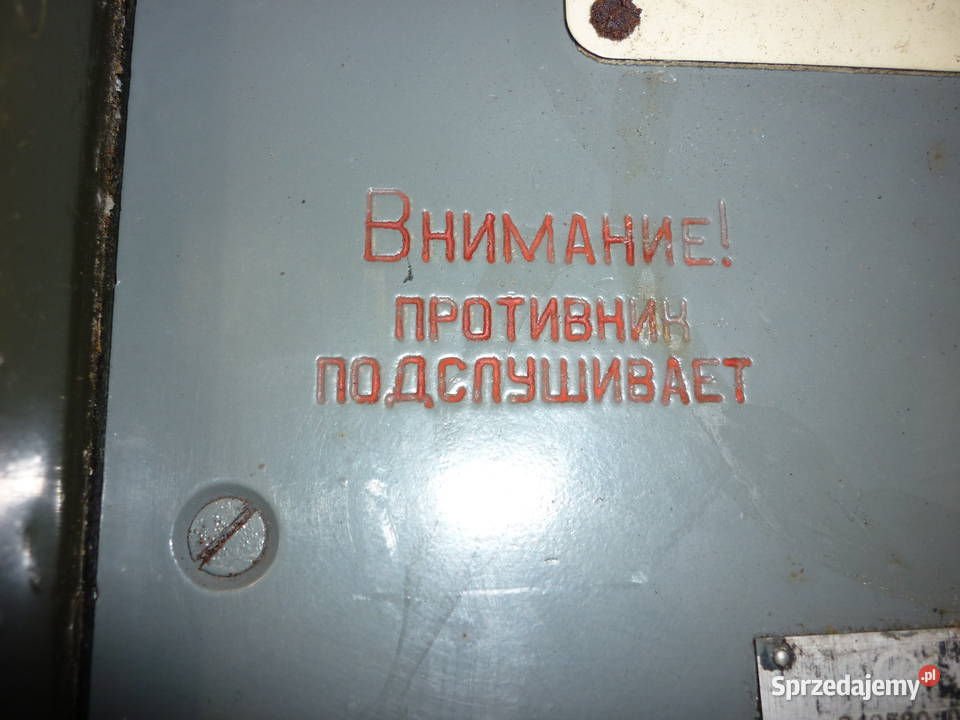 Внимание!
ПРОТИВНИК
ПОДСЛУШИВАЕТ
Sprzedajemy.pl